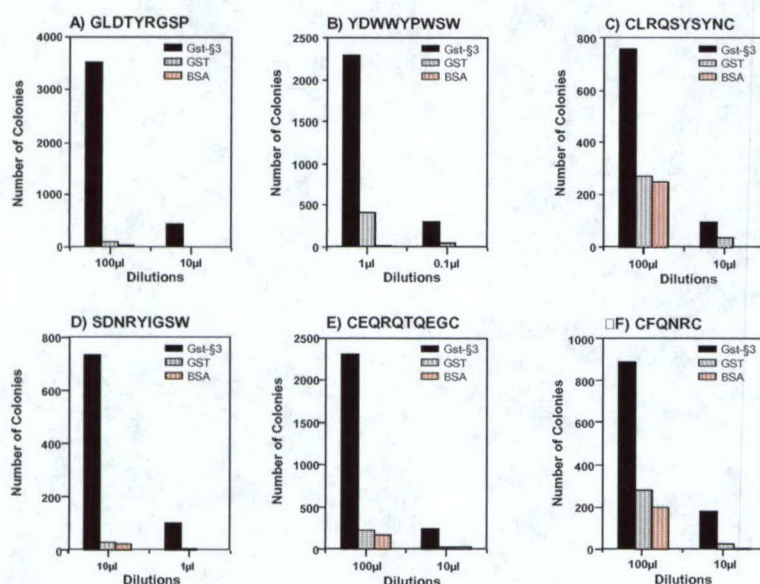 A) GLDTYRGSP
Gst-§3
GST
BSA
Number of Colonies
4000
3000
2000
1000
0
100µl
10µl
Dilutions
B) YDWWYPWSW
Gst-§3
GST
BSA
Number of Colonies
2500
2000
1500
1000
500
0
1µl
0.1µl
Dilutions
C) CLRQSYSYNC
Gst-§3
GST
BSA
Number of Colonies
800
600
400
200
0
100µl
10µl
Dilutions
D) SDNRYIGSW
Gst-§3
GST
BSA
Number of Colonies
800
600
400
200
0
10µl
1µl
Dilutions
E) CEQRQTQEGC
Gst-§3
GST
BSA
Number of Colonies
2500
2000
1500
1000
500
0
100µl
10µl
Dilutions
□F) CFQNRC
Gst-§3
GST
BSA
Number of Colonies
1000
800
600
400
200
0
100µl
10µl
Dilutions